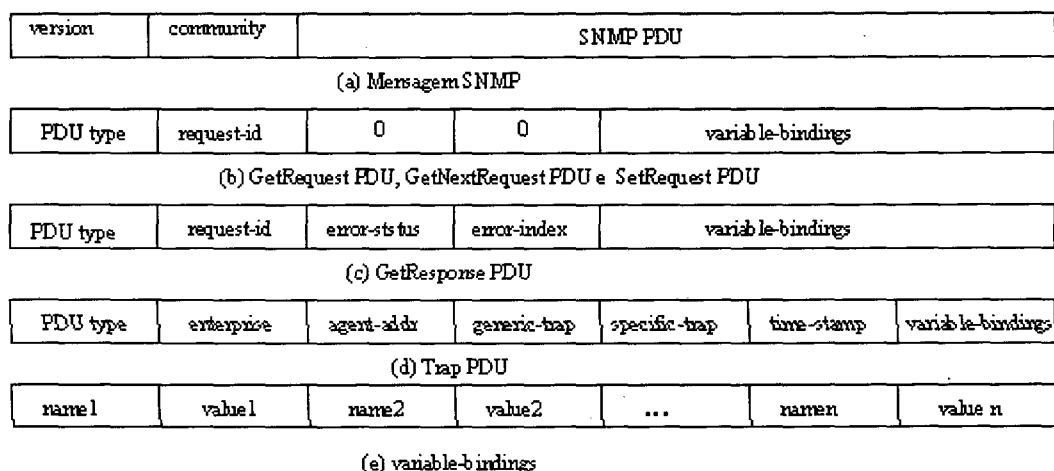 version community SNMP PDU
(a) Mensagem SNMP
PDU type request-id 0 0 variable-bindings
(b) GetRequest PDU, GetNextRequest PDU e SetRequest PDU
PDU type request-id error-ststus error-index variable-bindings
(c) GetResponse PDU
PDU type enterprise agent-addr generic-trap specific-trap time-stamp variable-bindings
(d) Trap PDU
name1 value1 name2 value2 ... namen value n
(e) variable-bindings